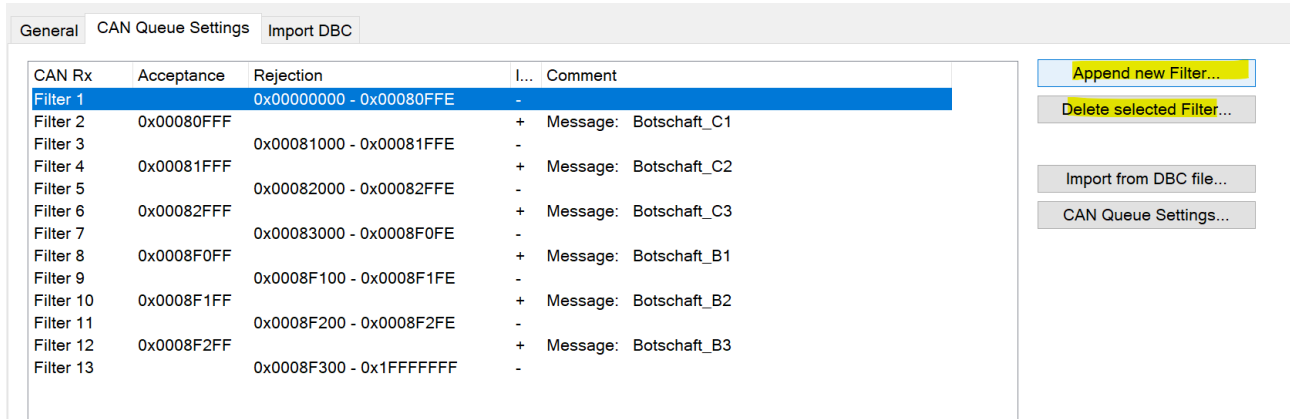 General CAN Queue Settings Import DBC
CAN Rx Acceptance Rejection I... Comment
Append new Filter...
Filter 1 0x00000000 - 0x00080FFE -
Delete selected Filter...
Filter 2 0x00080FFF + Message: Botschaft_C1
Filter 3 0x00081000 - 0x00081FFE -
Filter 4 0x00081FFF + Message: Botschaft_C2
Import from DBC file...
Filter 5 0x00082000 - 0x00082FFE -
Filter 6 0x00082FFF + Message: Botschaft_C3
CAN Queue Settings...
Filter 7 0x00083000 - 0x0008F0FE -
Filter 8 0x0008F0FF + Message: Botschaft_B1
Filter 9 0x0008F100 - 0x0008F1FE -
Filter 10 0x0008F1FF + Message: Botschaft_B2
Filter 11 0x0008F200 - 0x0008F2FE -
Filter 12 0x0008F2FF + Message: Botschaft_B3
Filter 13 0x0008F300 - 0x1FFFFFFF -